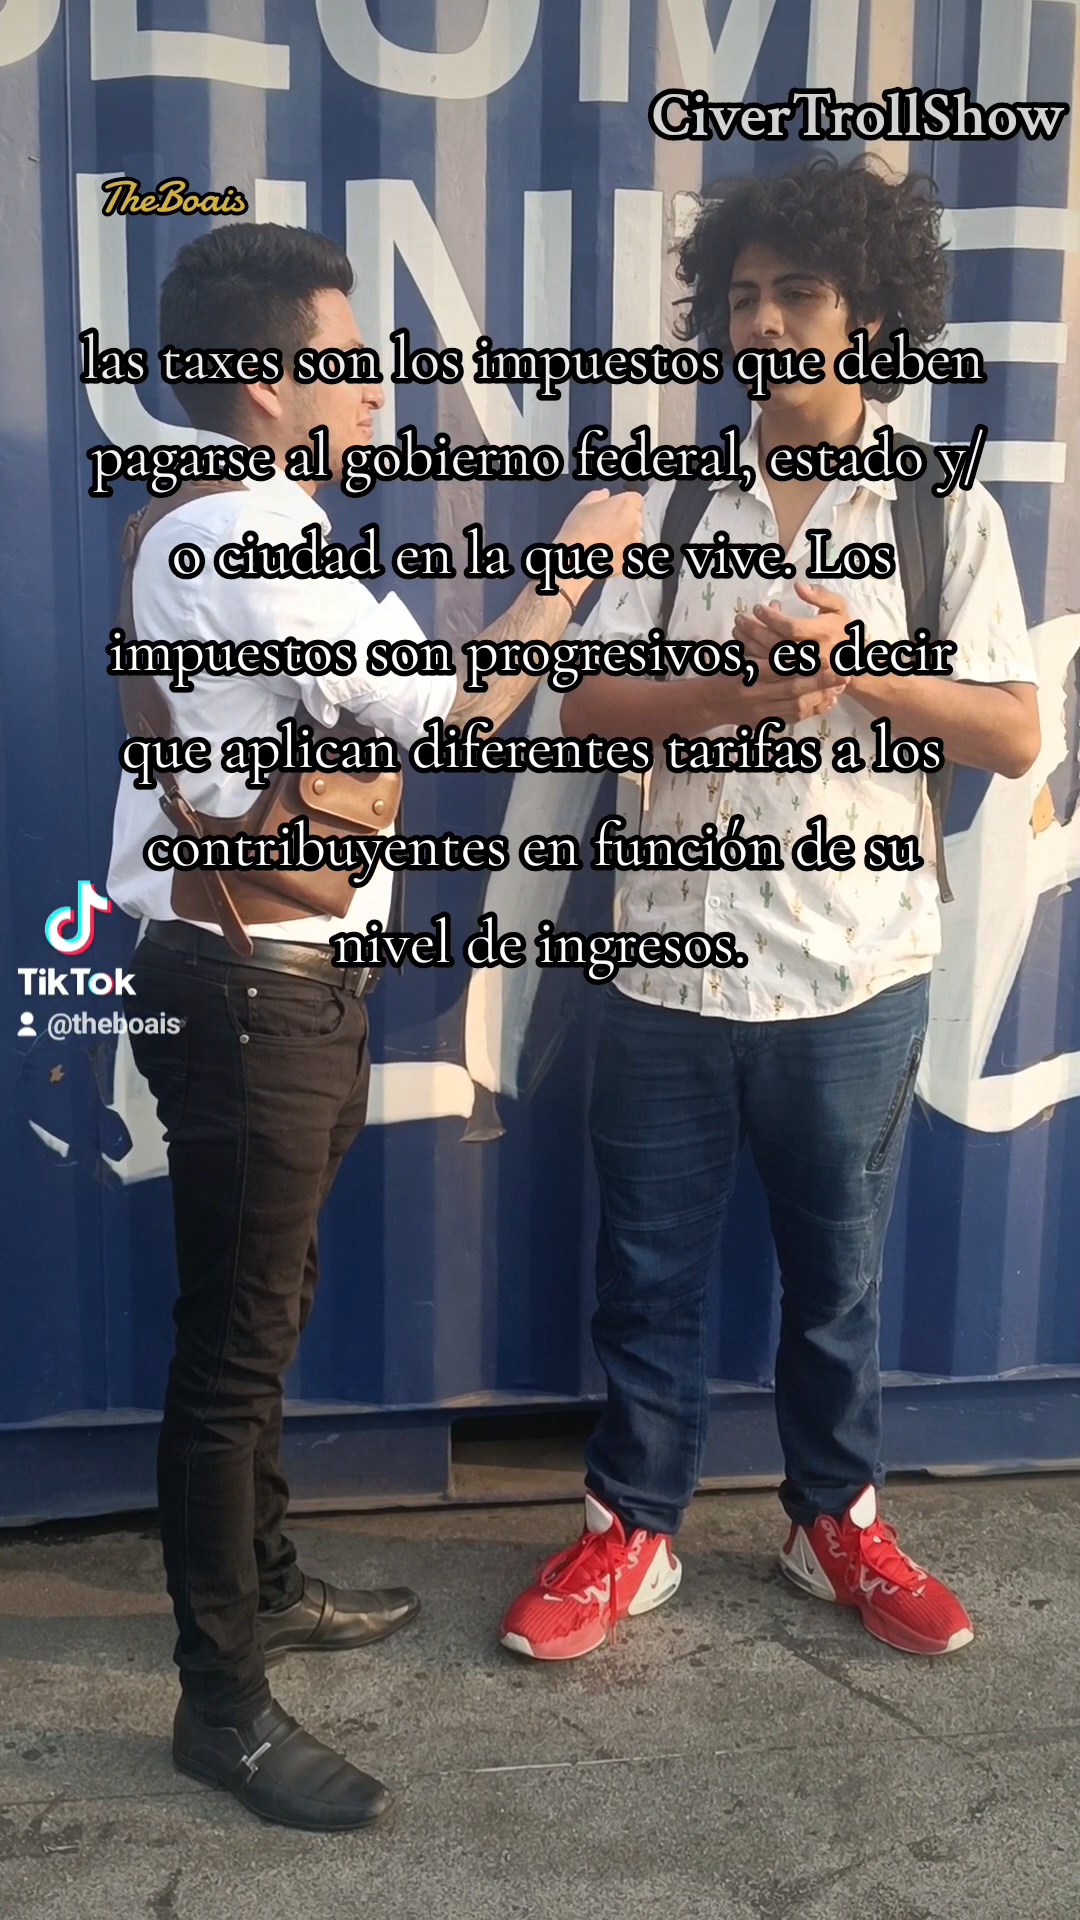 CiverTrollShow
TheBoais
UNITE
las taxes son los impuestos que deben
pagarse al gobierno federal, estado y/
o ciudad en la que se vive. Los
impuestos son progresivos, es decir
que aplican diferentes tarifas a los
contribuyentes en función de su
nivel de ingresos.
TikTok
@theboais